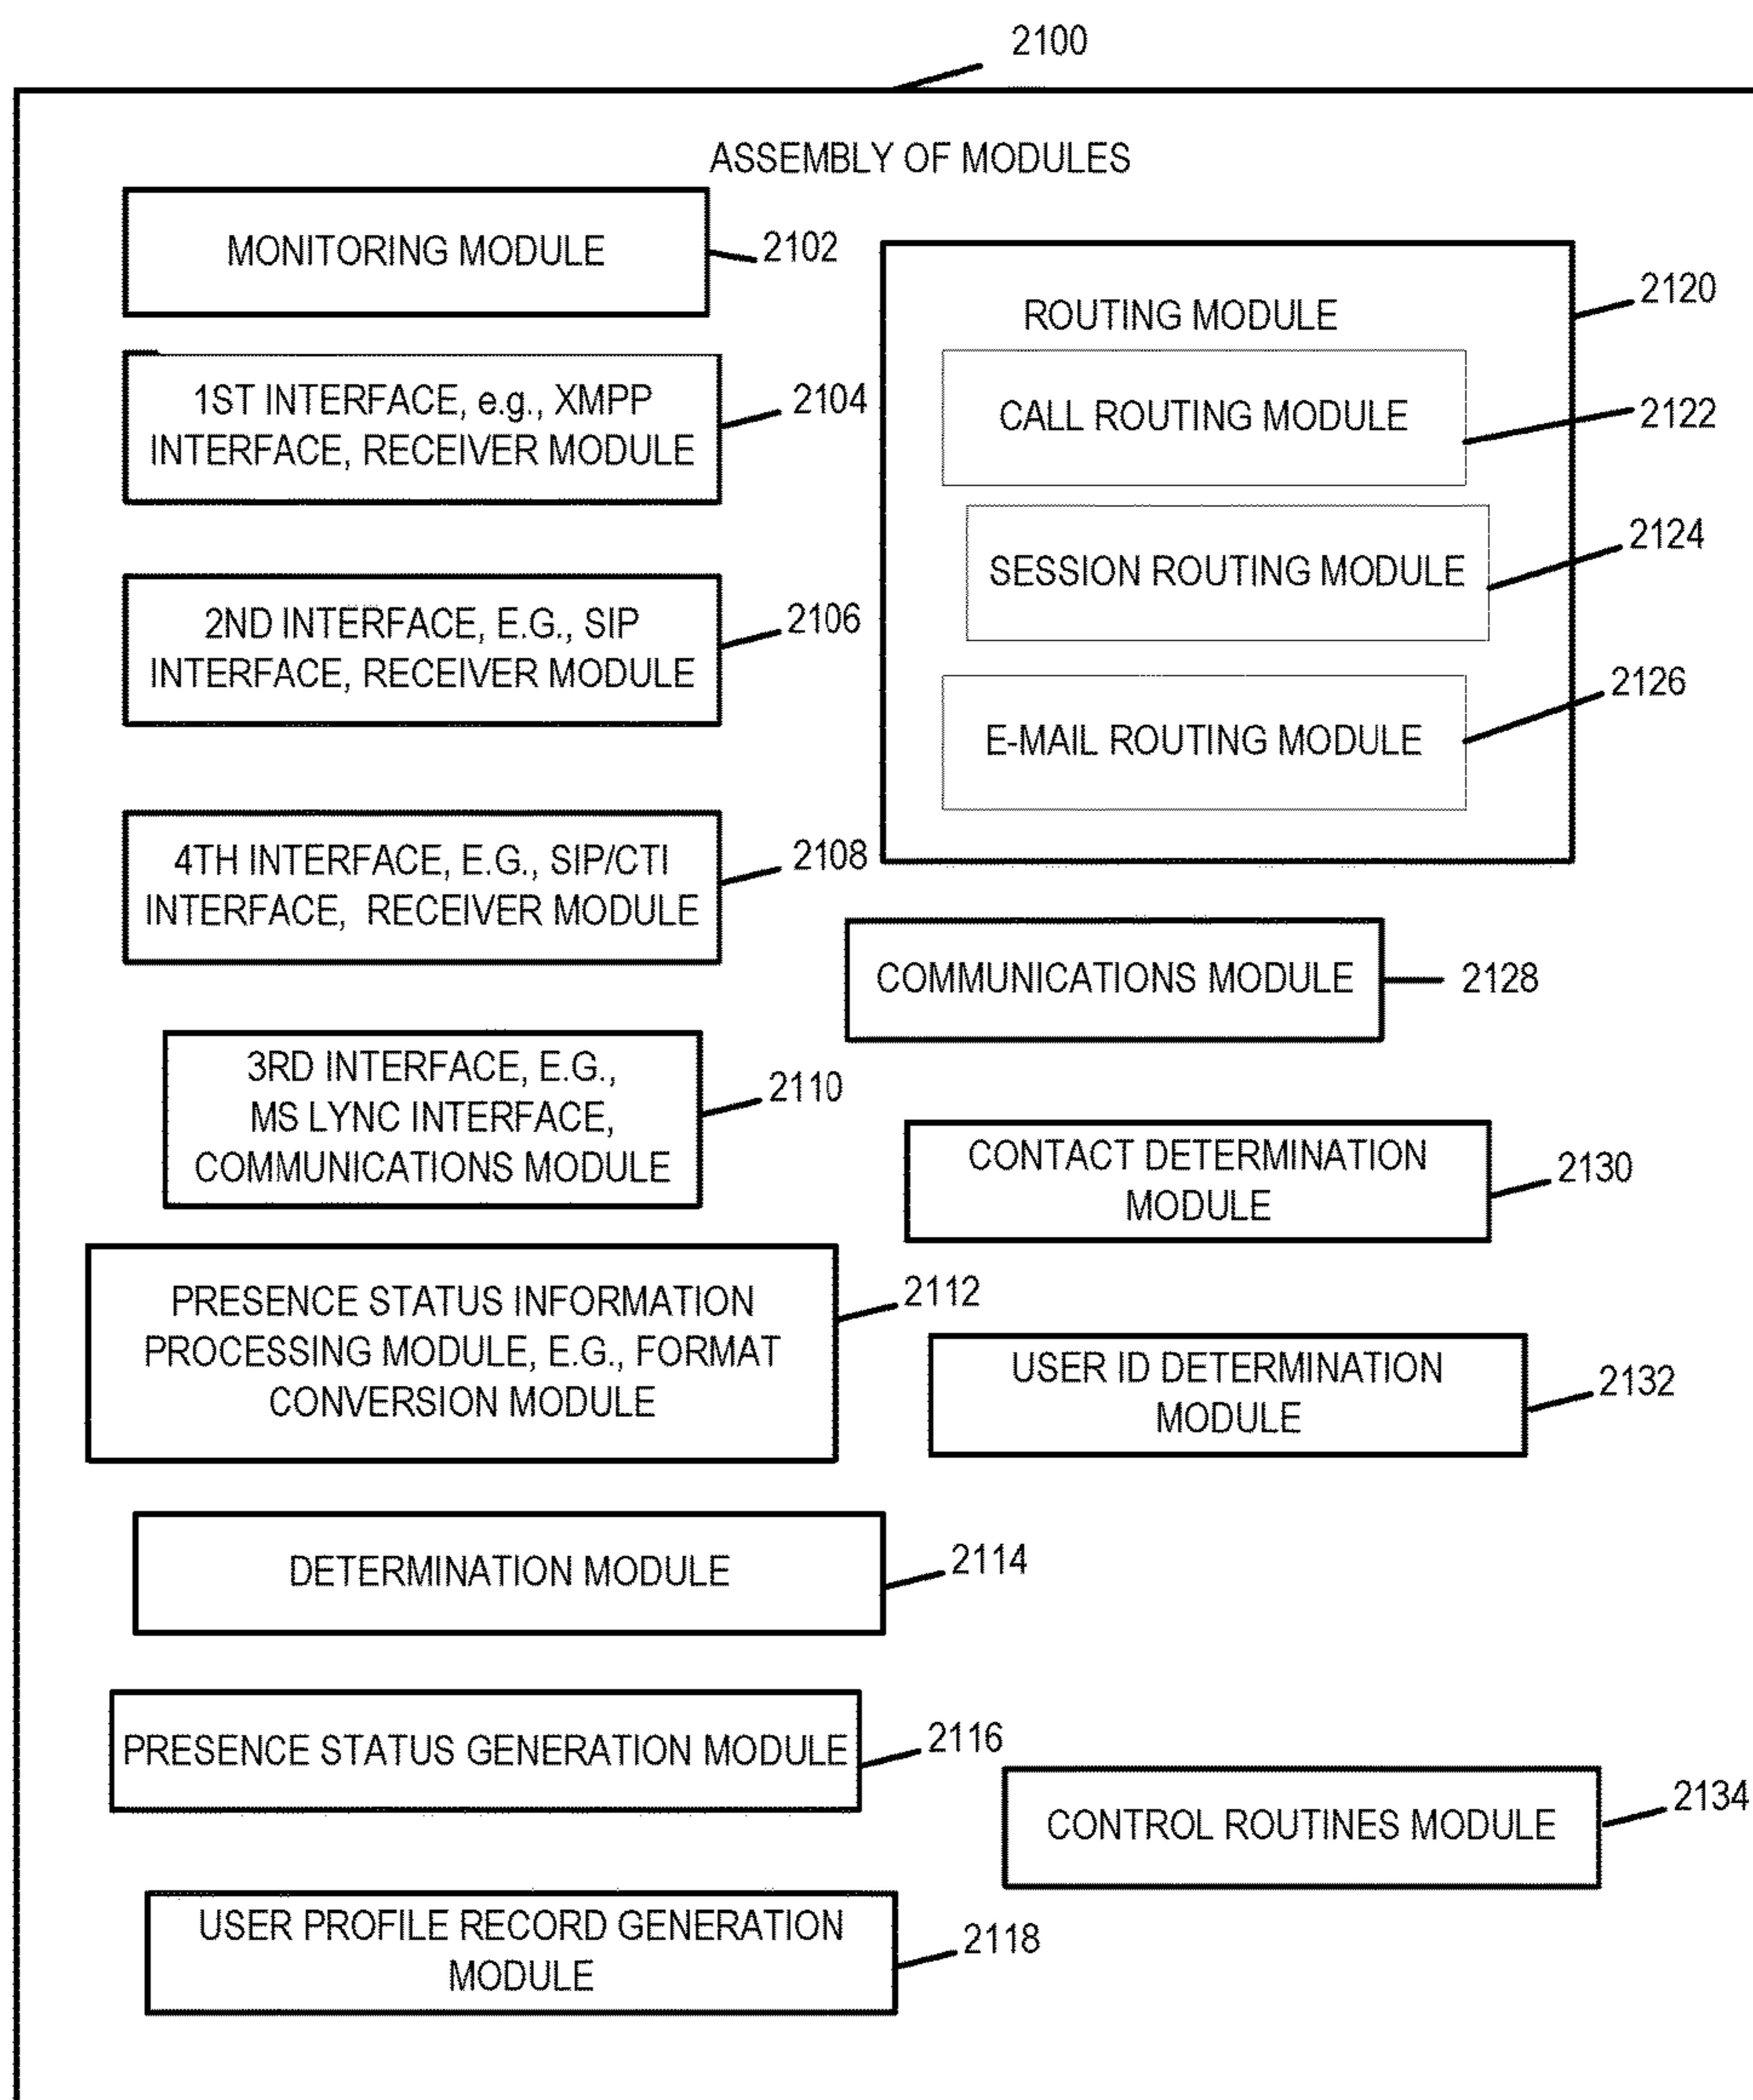 2100
ASSEMBLY OF MODULES
MONITORING MODULE
2102
1ST INTERFACE, e.g., XMPP
INTERFACE, RECEIVER MODULE
2104
2ND INTERFACE, E.G., SIP
INTERFACE, RECEIVER MODULE
2106
4TH INTERFACE, E.G., SIP/CTI
INTERFACE, RECEIVER MODULE
2108
3RD INTERFACE, E.G.,
MS LYNC INTERFACE,
COMMUNICATIONS MODULE
2110
PRESENCE STATUS INFORMATION
PROCESSING MODULE, E.G., FORMAT
CONVERSION MODULE
2112
DETERMINATION MODULE
2114
PRESENCE STATUS GENERATION MODULE
2116
USER PROFILE RECORD GENERATION
MODULE
2118
ROUTING MODULE
2120
CALL ROUTING MODULE
2122
SESSION ROUTING MODULE
2124
E-MAIL ROUTING MODULE
2126
COMMUNICATIONS MODULE
2128
CONTACT DETERMINATION
MODULE
2130
USER ID DETERMINATION
MODULE
2132
CONTROL ROUTINES MODULE
2134